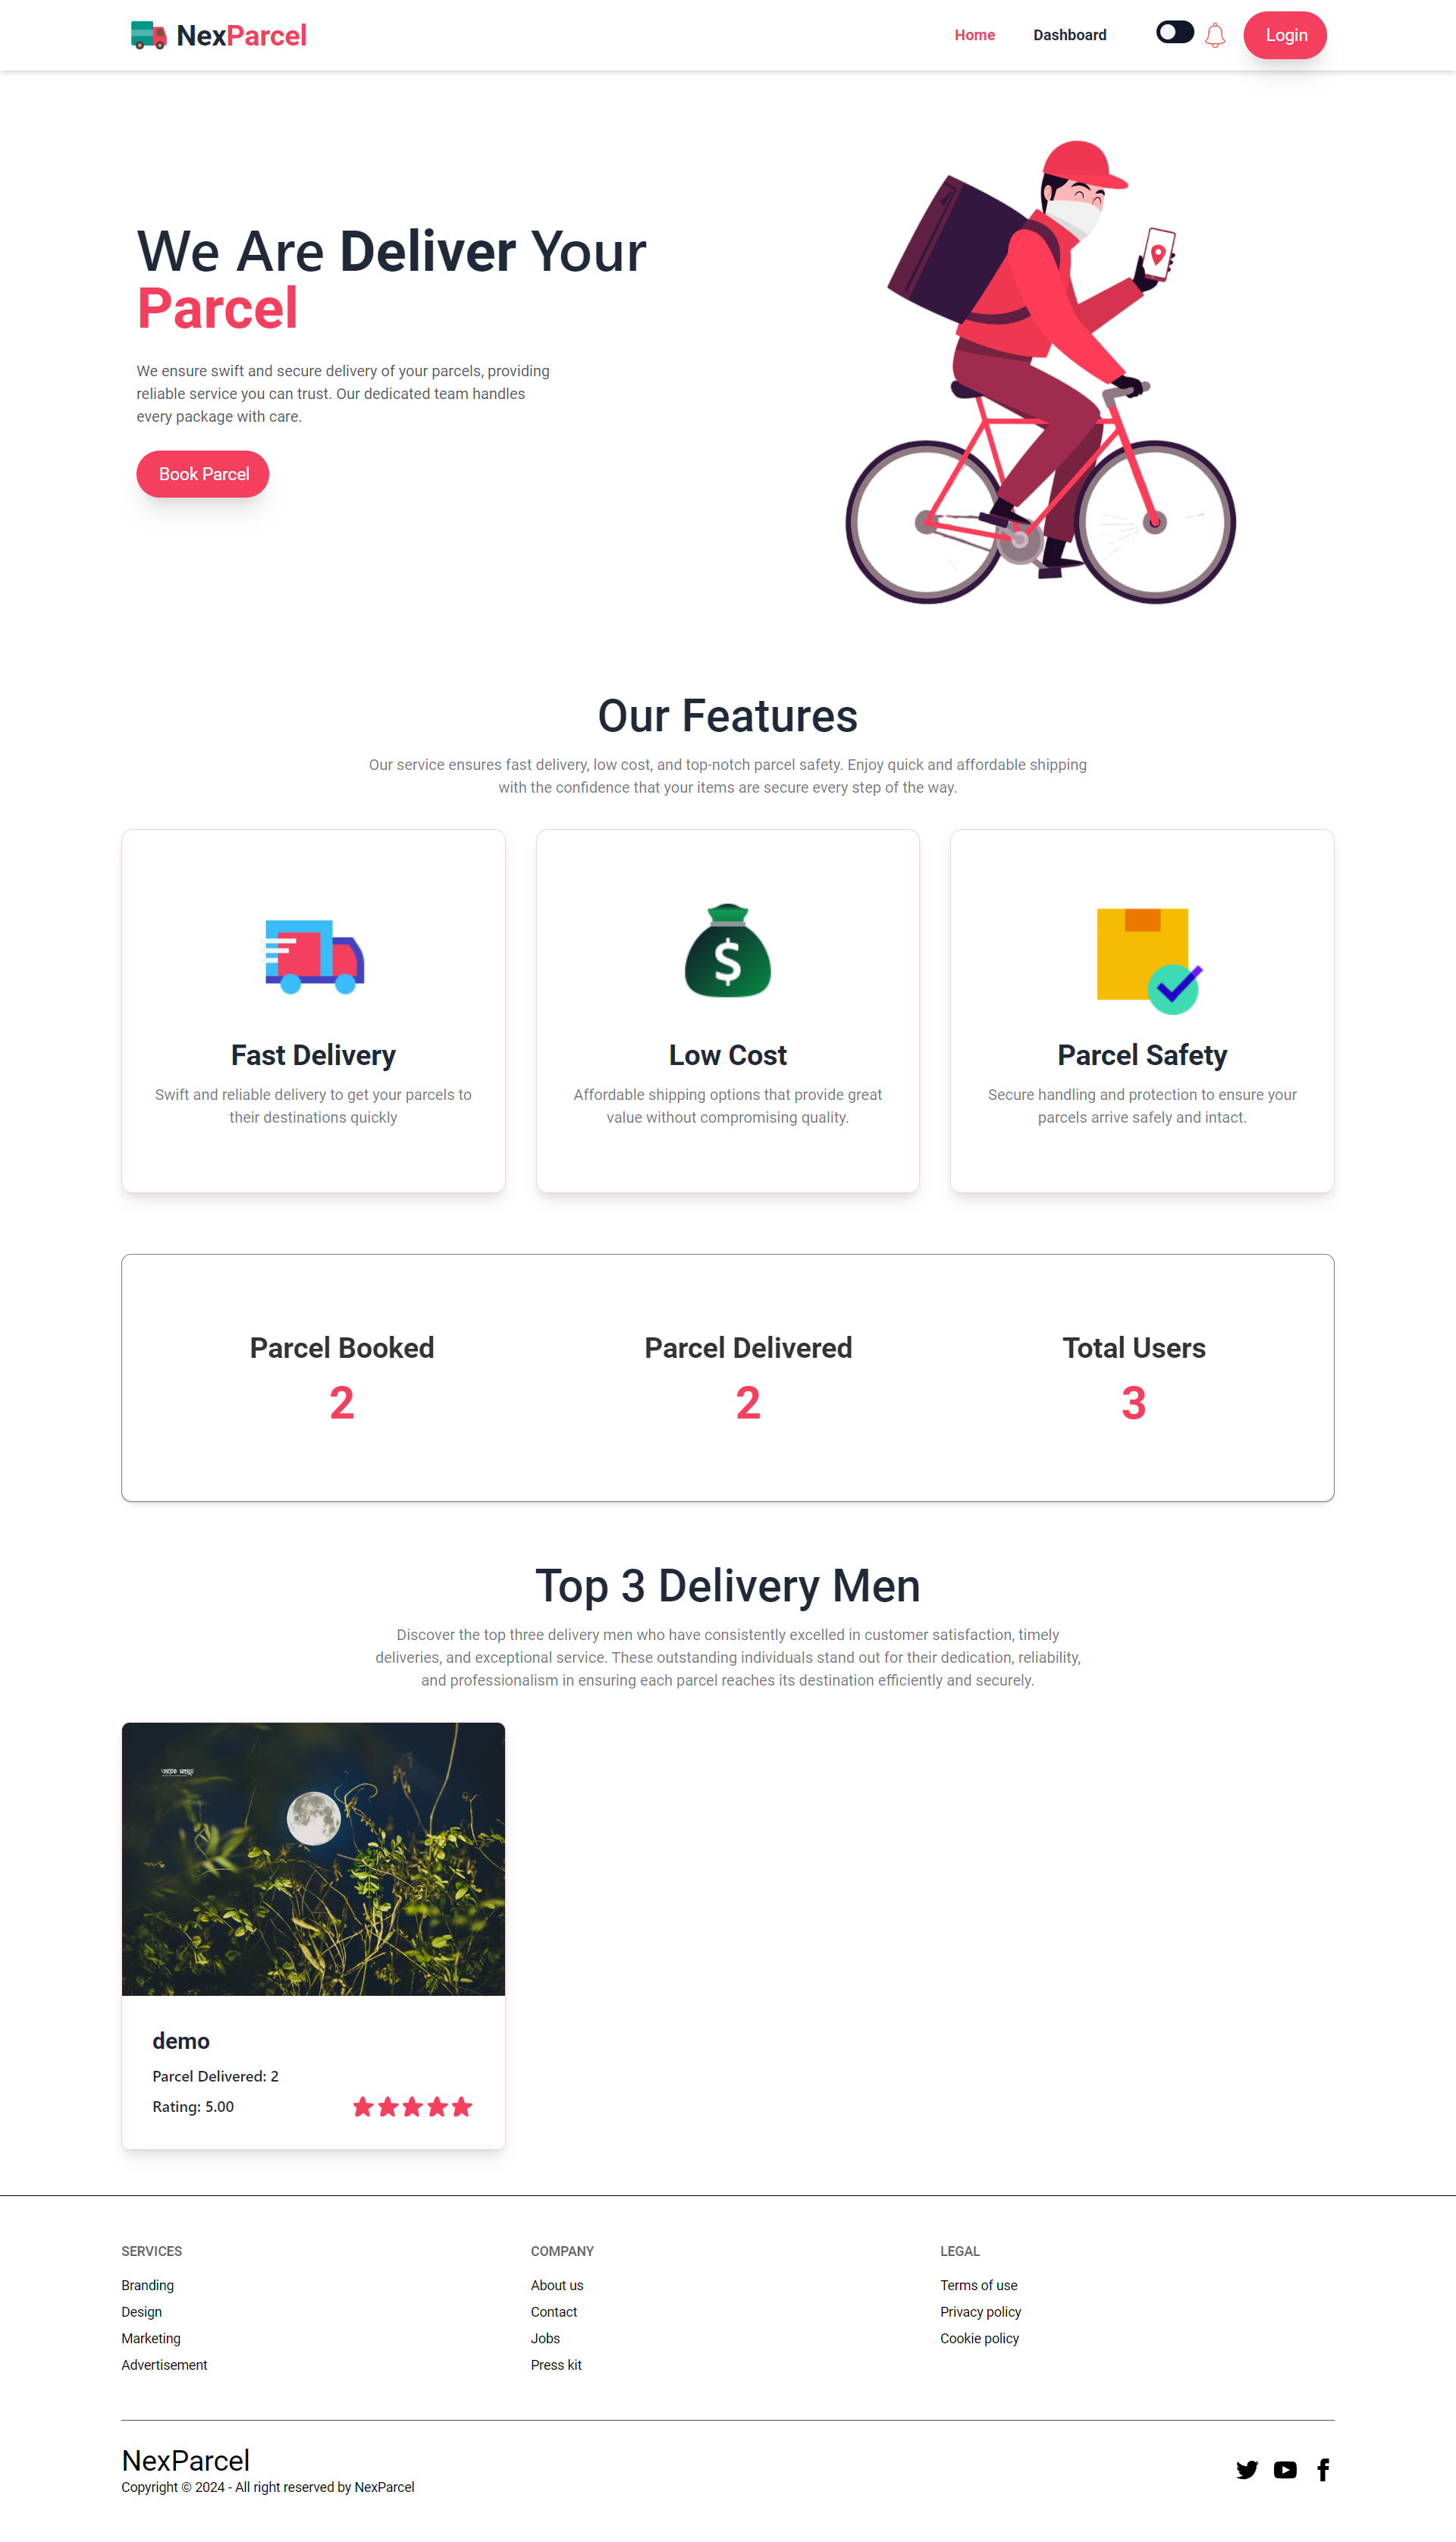 NexParcel
Home
Dashboard
Login
We Are Deliver Your
Parcel
We ensure swift and secure delivery of your parcels, providing
reliable service you can trust. Our dedicated team handles
every package with care.
Book Parcel
Our Features
Our service ensures fast delivery, low cost, and top-notch parcel safety. Enjoy quick and affordable shipping
with the confidence that your items are secure every step of the way.
$
Fast Delivery
Swift and reliable delivery to get your parcels to
their destinations quickly
Low Cost
Affordable shipping options that provide great
value without compromising quality.
Parcel Safety
Secure handling and protection to ensure your
parcels arrive safely and intact.
Parcel Booked
2
Parcel Delivered
2
Total Users
3
Top 3 Delivery Men
Discover the top three delivery men who have consistently excelled in customer satisfaction, timely
deliveries, and exceptional service. These outstanding individuals stand out for their dedication, reliability,
and professionalism in ensuring each parcel reaches its destination efficiently and securely.
demo
Parcel Delivered: 2
Rating: 5.00
SERVICES
Branding
Design
Marketing
Advertisement
COMPANY
About us
Contact
Jobs
Press kit
LEGAL
Terms of use
Privacy policy
Cookie policy
NexParcel
Copyright © 2024 - All right reserved by NexParcel